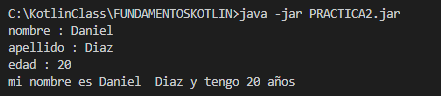 C:\KotlinClass\FUNDAMENTOSKOTLIN>java -jar PRACTICA2.jar
nombre : Daniel
apellido : Diaz
edad : 20
mi nombre es Daniel  Diaz y tengo 20 años